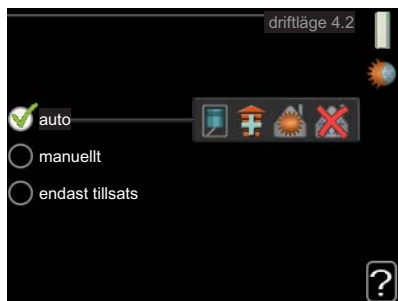 driftläge 4.2
auto
manuellt
endast tillsats
?